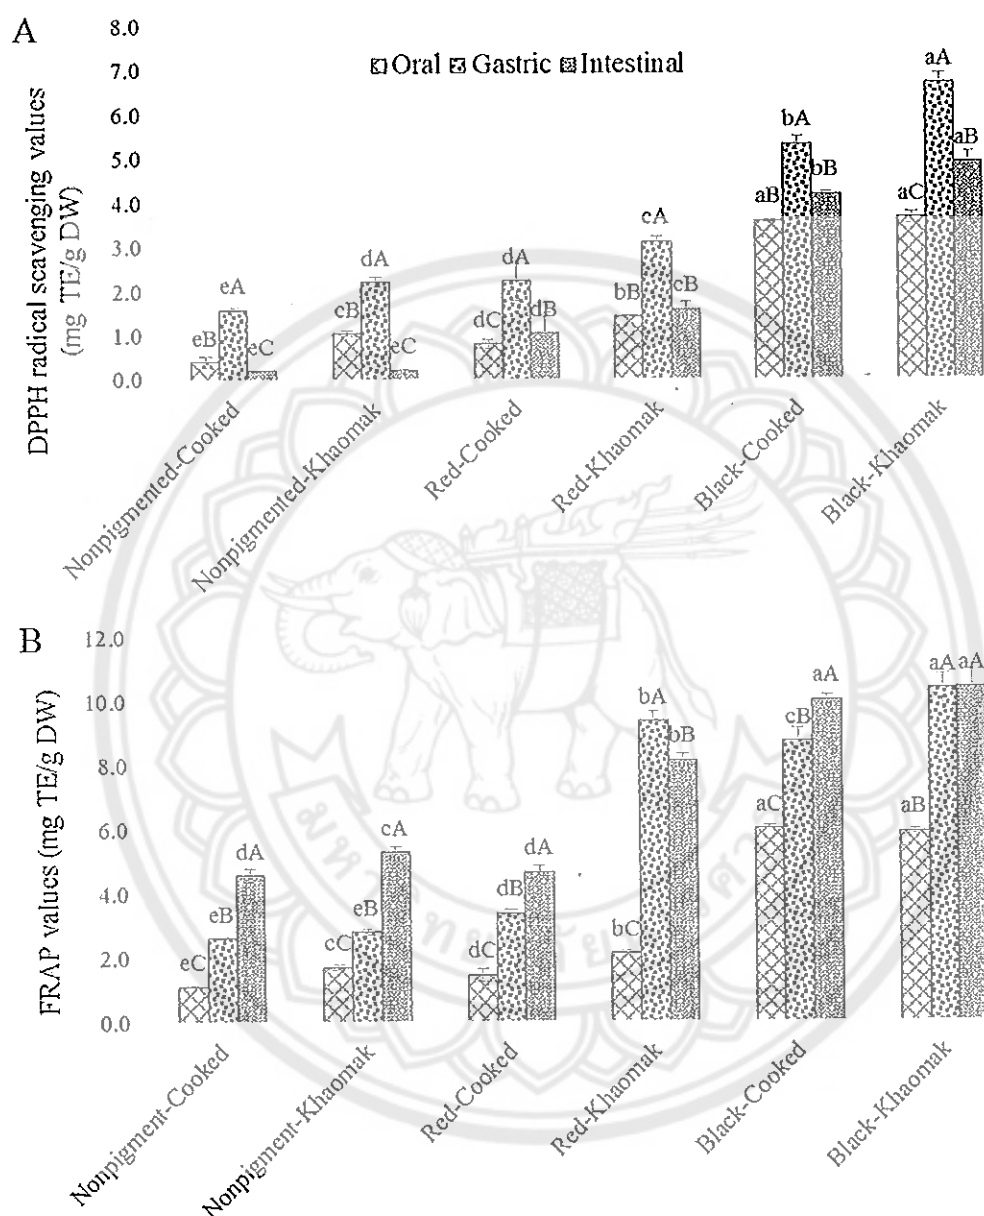 A
8.0
7.0
6.0
5.0
4.0
3.0
2.0
1.0
0.0
DPPH radical scavenging values
(mg TE/g DW)
Oral Gastric Intestinal
eB eA eC
cB dA eC
dC dA dB
bB cA cB
aB bA bB
aC aA aB
Nonpigmented-Cooked
Nonpigmented-Khaomak
Red-Cooked
Red-Khaomak
Black-Cooked
Black-Khaomak
B
12.0
10.0
8.0
6.0
4.0
2.0
0.0
FRAP values (mg TE/g DW)
eC eB dA
cC eB cA
dC dB dA
bC bA bB
aC cB aA
aB aA aA
Nonpigment-Cooked
Nonpigment-Khaomak
Red-Cooked
Red-Khaomak
Black-Cooked
Black-Khaomak